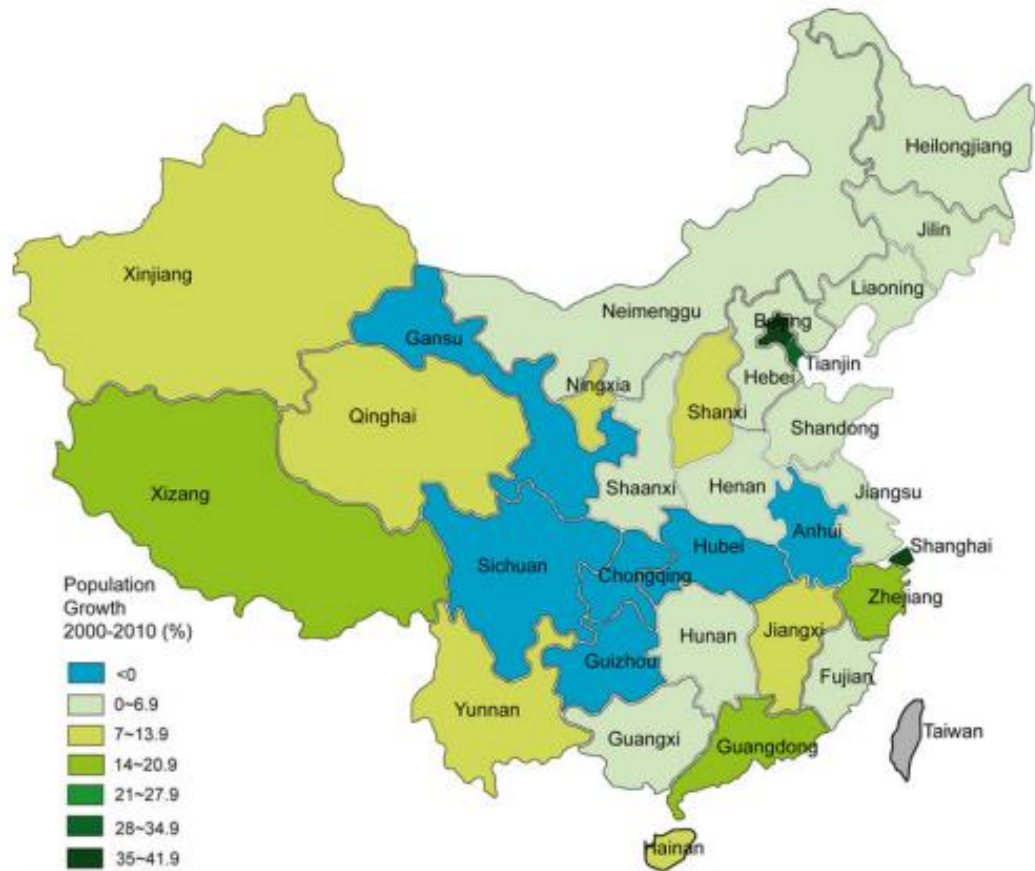 Heilongjiang
Jilin
Liaoning
Xinjiang
Neimenggu
Beijing
Gansu
Tianjin
Hebei
Ningxia
Shanxi
Qinghai
Shandong
Shaanxi
Henan
Jiangsu
Xizang
Anhui
Hubei
Shanghai
Sichuan
Chongqing
Zhejiang
Hunan
Jiangxi
Guizhou
Fujian
Yunnan
Guangxi
Guangdong
Taiwan
Hainan
Population
Growth
2000-2010 (%)
<0
0~6.9
7~13.9
14~20.9
21~27.9
28~34.9
35~41.9